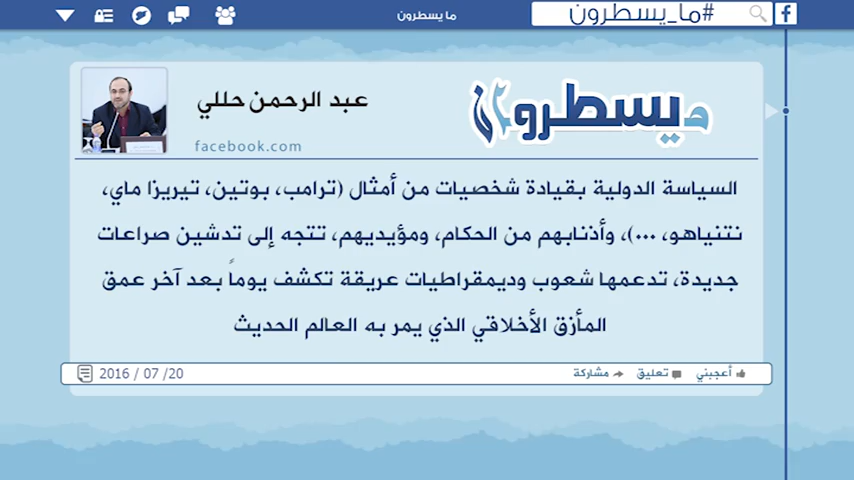 #ما_يسطرون
ما يسطرون
يسطرون
عبد الرحمن حللي
facebook.com
السياسة الدولية بقيادة شخصيات من أمثال (ترامب، بوتين، تيريزا ماي،
نتنياهو، ...)، وأذنابهم من الحكام، ومؤيديهم، تتجه إلى تدشين صراعات
جديدة، تدعمها شعوب وديمقراطيات عريقة تكشف يوماً بعد آخر عمق
المأزق الأخلاقي الذي يمر به العالم الحديث
أعجبني تعليق مشاركة 2016 / 07 /20